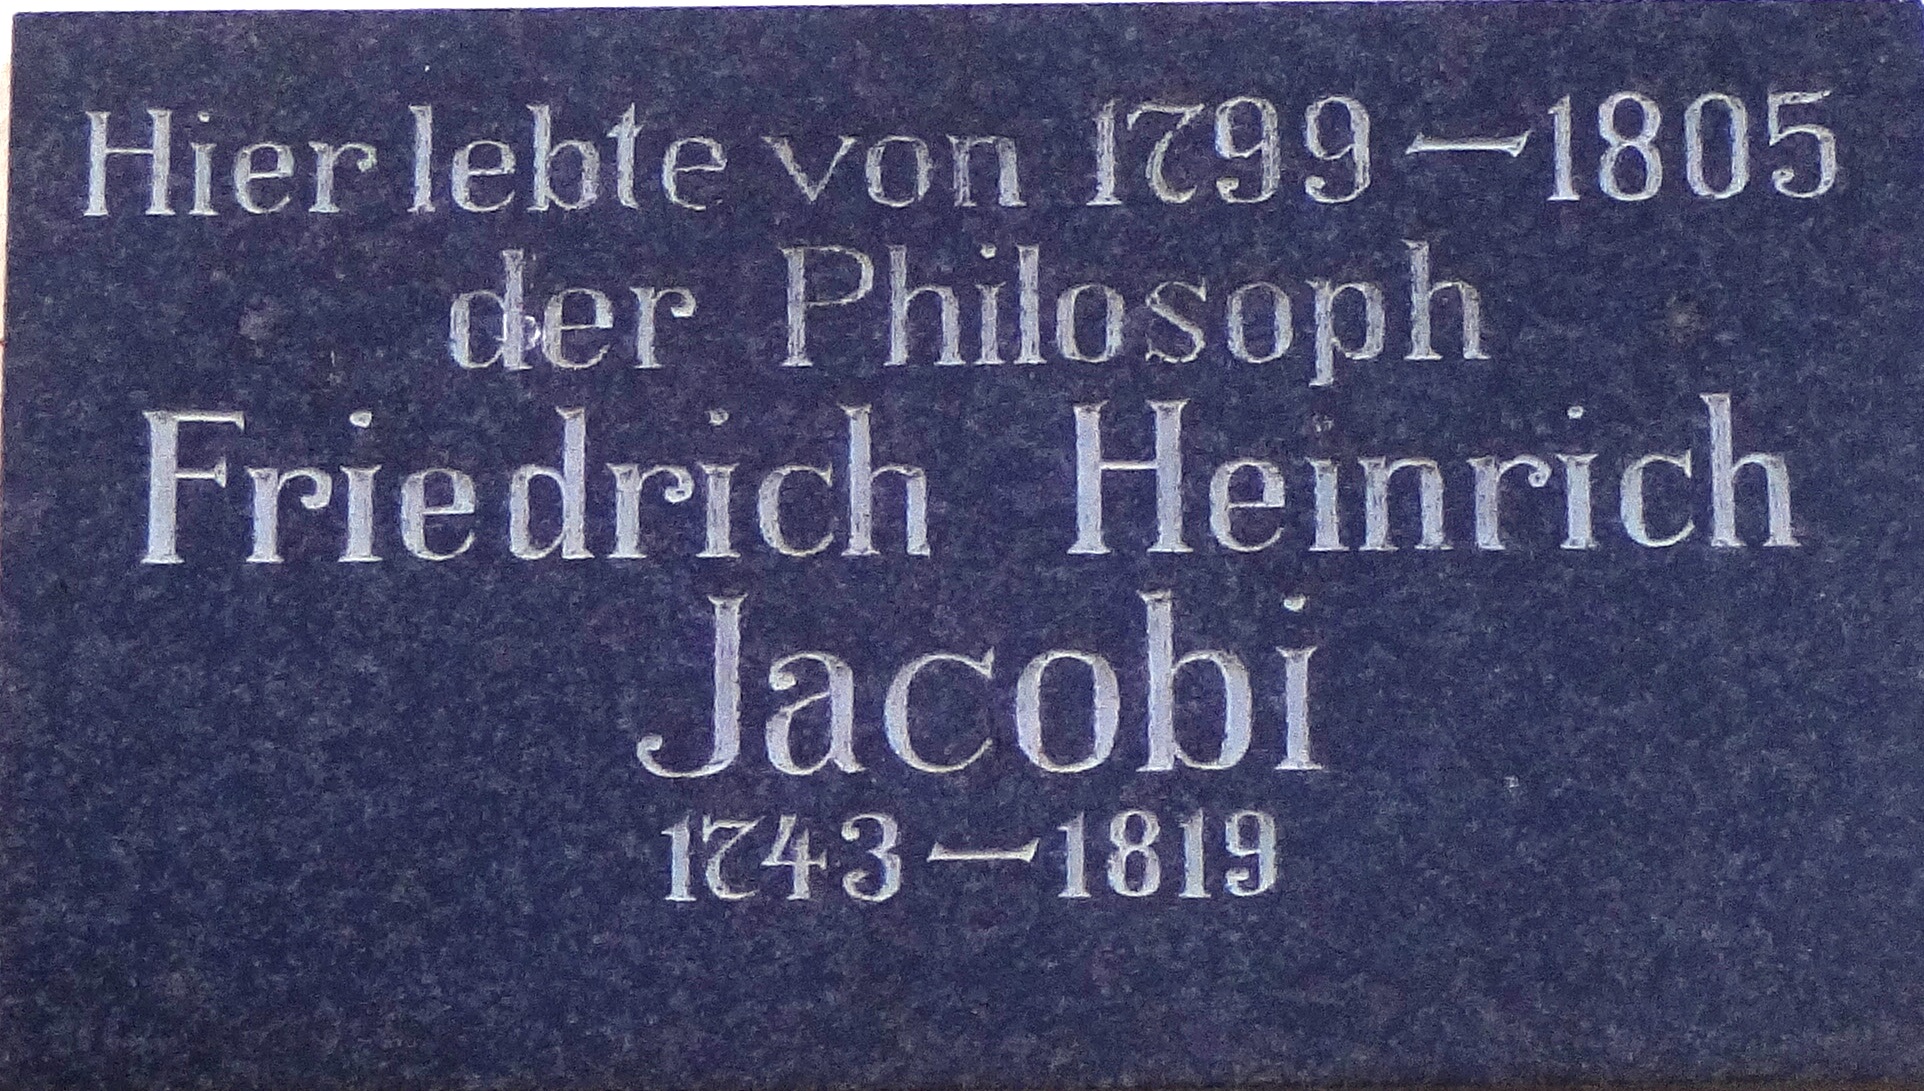 Hier lebte von 1799–1805
der Philosoph
Friedrich Heinrich
Jacobi
1743–1819